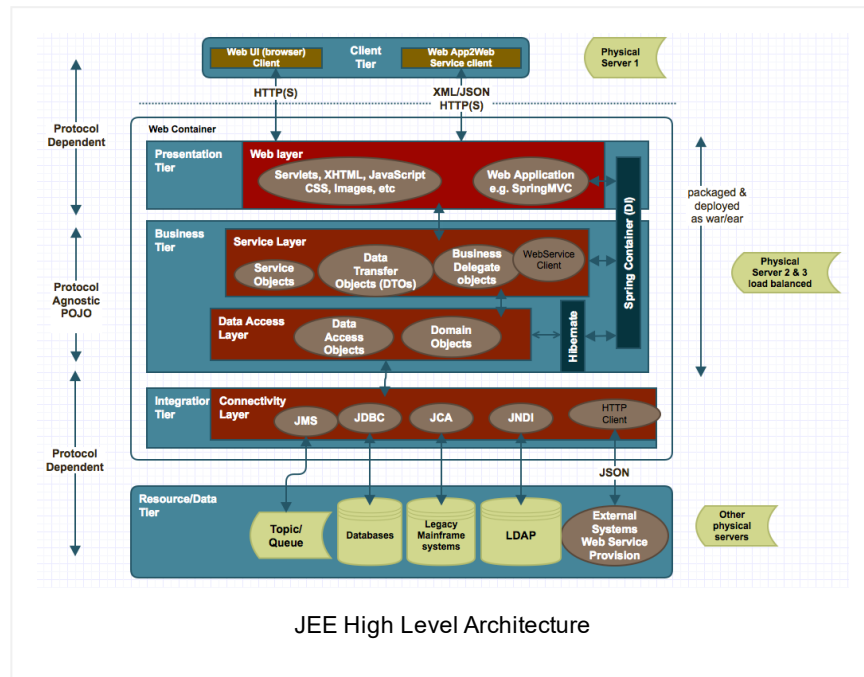 Web UI (browser)
Client
Client
Tier
Web App2Web
Service client
Physical
Server 1
HTTP(S)
XML/JSON
HTTP(S)
Protocol
Dependent
Web Container
Presentation
Tier
Web layer
Servlets, XHTML, JavaScript
CSS, Images, etc
Web Application
e.g. SpringMVC
Spring Container (DI)
packaged &
deployed
as war/ear
Business
Tier
Service Layer
Service
Objects
Data
Transfer
Objects (DTOs)
Business
Delegate
objects
WebService
Client
Physical
Server 2 & 3
load balanced
Protocol
Agnostic
POJO
Data Access
Layer
Data
Access
Objects
Domain
Objects
Hibernate
Integration
Tier
Connectivity
Layer
JMS
JDBC
JCA
JNDI
HTTP
Client
Protocol
Dependent
JSON
Resource/Data
Tier
Topic/
Queue
Databases
Legacy
Mainframe
systems
LDAP
External
Systems
Web Service
Provision
Other
physical
servers
JEE High Level Architecture